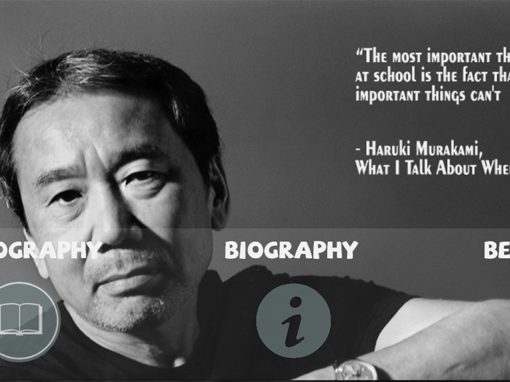 “The most important th
at school is the fact tha
important things can't
- Haruki Murakami,
What I Talk About Whe
OGRAPHY
BIOGRAPHY
BE
i